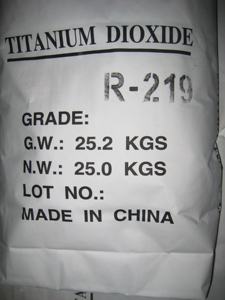 TITANIUM DIOXIDE
R-219
GRADE:
G.W.: 25.2 KGS
N.W.: 25.0 KGS
LOT NO.:
MADE IN CHINA